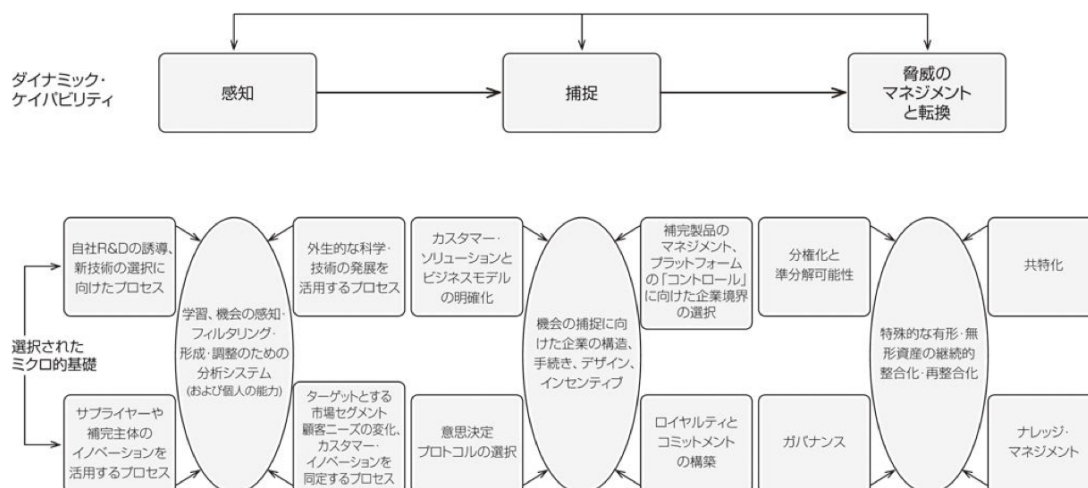 ダイナミック・
ケイパビリティ
感知
捕捉
脅威の
マネジメント
と転換
選択された
ミクロ的基礎
自社R&Dの誘導、
新技術の選択に
向けたプロセス
学習、機会の感知・
フィルタリング・
形成・調整のための
分析システム
(および個人の能力)
外生的な科学・
技術の発展を
活用するプロセス
サプライヤーや
補完主体の
イノベーションを
活用するプロセス
ターゲットとする
市場セグメント
顧客ニーズの変化、
カスタマー・
イノベーションを
同定するプロセス
カスタマー・
ソリューションと
ビジネスモデル
の明確化
機会の捕捉に向
けた企業の構造、
手続き、デザイン、
インセンティブ
補完製品の
マネジメント、
プラットフォーム
の「コントロール」
に向けた企業境界
の選択
意思決定
プロトコルの選択
ロイヤルティと
コミットメント
の構築
分権化と
準分解可能性
特殊的な有形・無
形資産の継続的
整合化・再整合化
共特化
ガバナンス
ナレッジ・
マネジメント